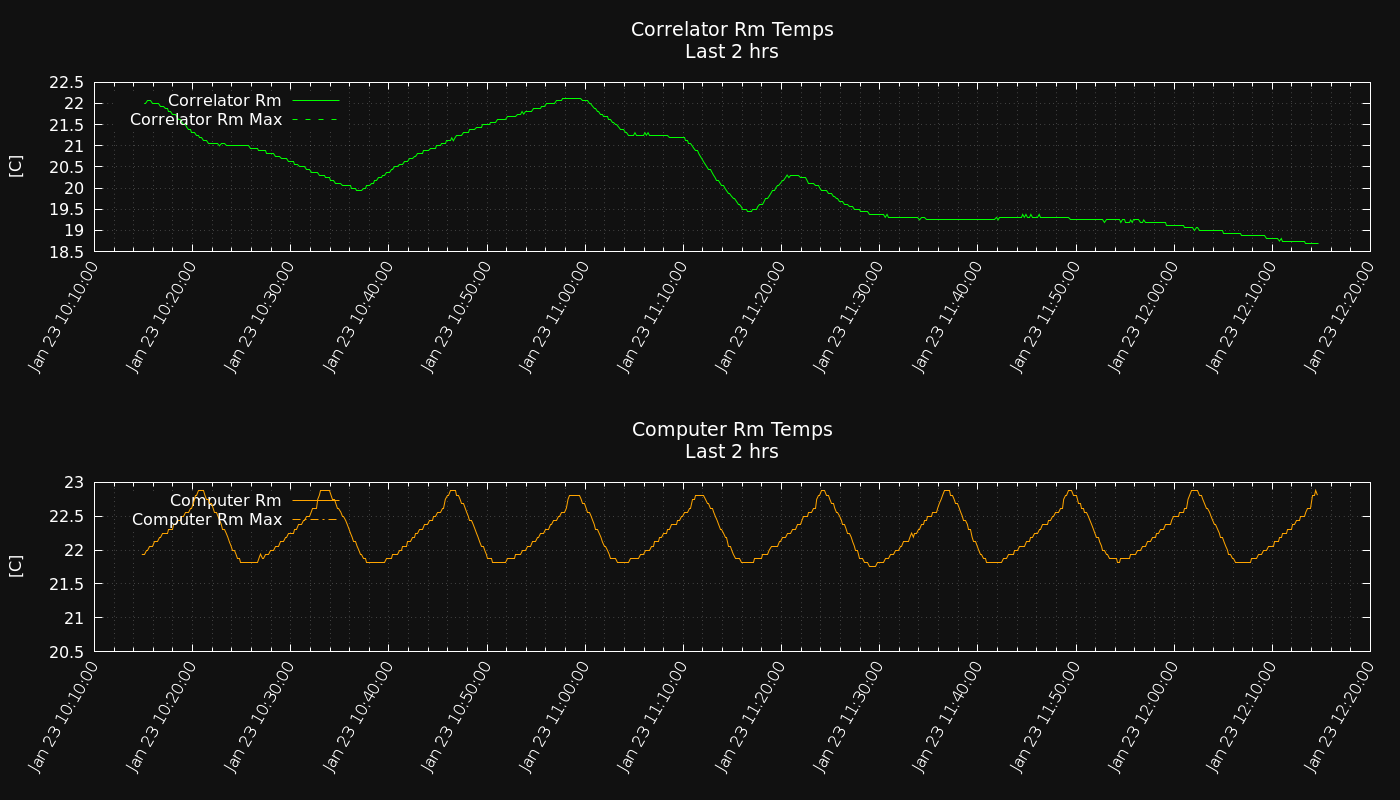 Correlator Rm Temps
Last 2 hrs
22.5
22
21.5
21
20.5
20
19.5
19
18.5
[C]
Correlator Rm
Correlator Rm Max
Jan 23 10:10:00
Jan 23 10:20:00
Jan 23 10:30:00
Jan 23 10:40:00
Jan 23 10:50:00
Jan 23 11:00:00
Jan 23 11:10:00
Jan 23 11:20:00
Jan 23 11:30:00
Jan 23 11:40:00
Jan 23 11:50:00
Jan 23 12:00:00
Jan 23 12:10:00
Jan 23 12:20:00
Computer Rm Temps
Last 2 hrs
23
22.5
22
21.5
21
20.5
[C]
Computer Rm
Computer Rm Max
Jan 23 10:10:00
Jan 23 10:20:00
Jan 23 10:30:00
Jan 23 10:40:00
Jan 23 10:50:00
Jan 23 11:00:00
Jan 23 11:10:00
Jan 23 11:20:00
Jan 23 11:30:00
Jan 23 11:40:00
Jan 23 11:50:00
Jan 23 12:00:00
Jan 23 12:10:00
Jan 23 12:20:00